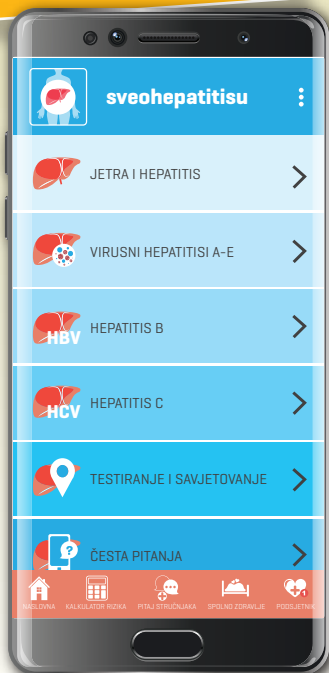 sveohepatitisu
JETRA I HEPATITIS
VIRUSNI HEPATITISI A-E
HBV
HEPATITIS B
HCV
HEPATITIS C
TESTIRANJE I SAVJETOVANJE
?
ČESTA PITANJA
NASLOVNA KALKULATOR RIZIKA PITAJ STRUČNJAKA SPOLNO ZDRAVLJE PODSJETNIK